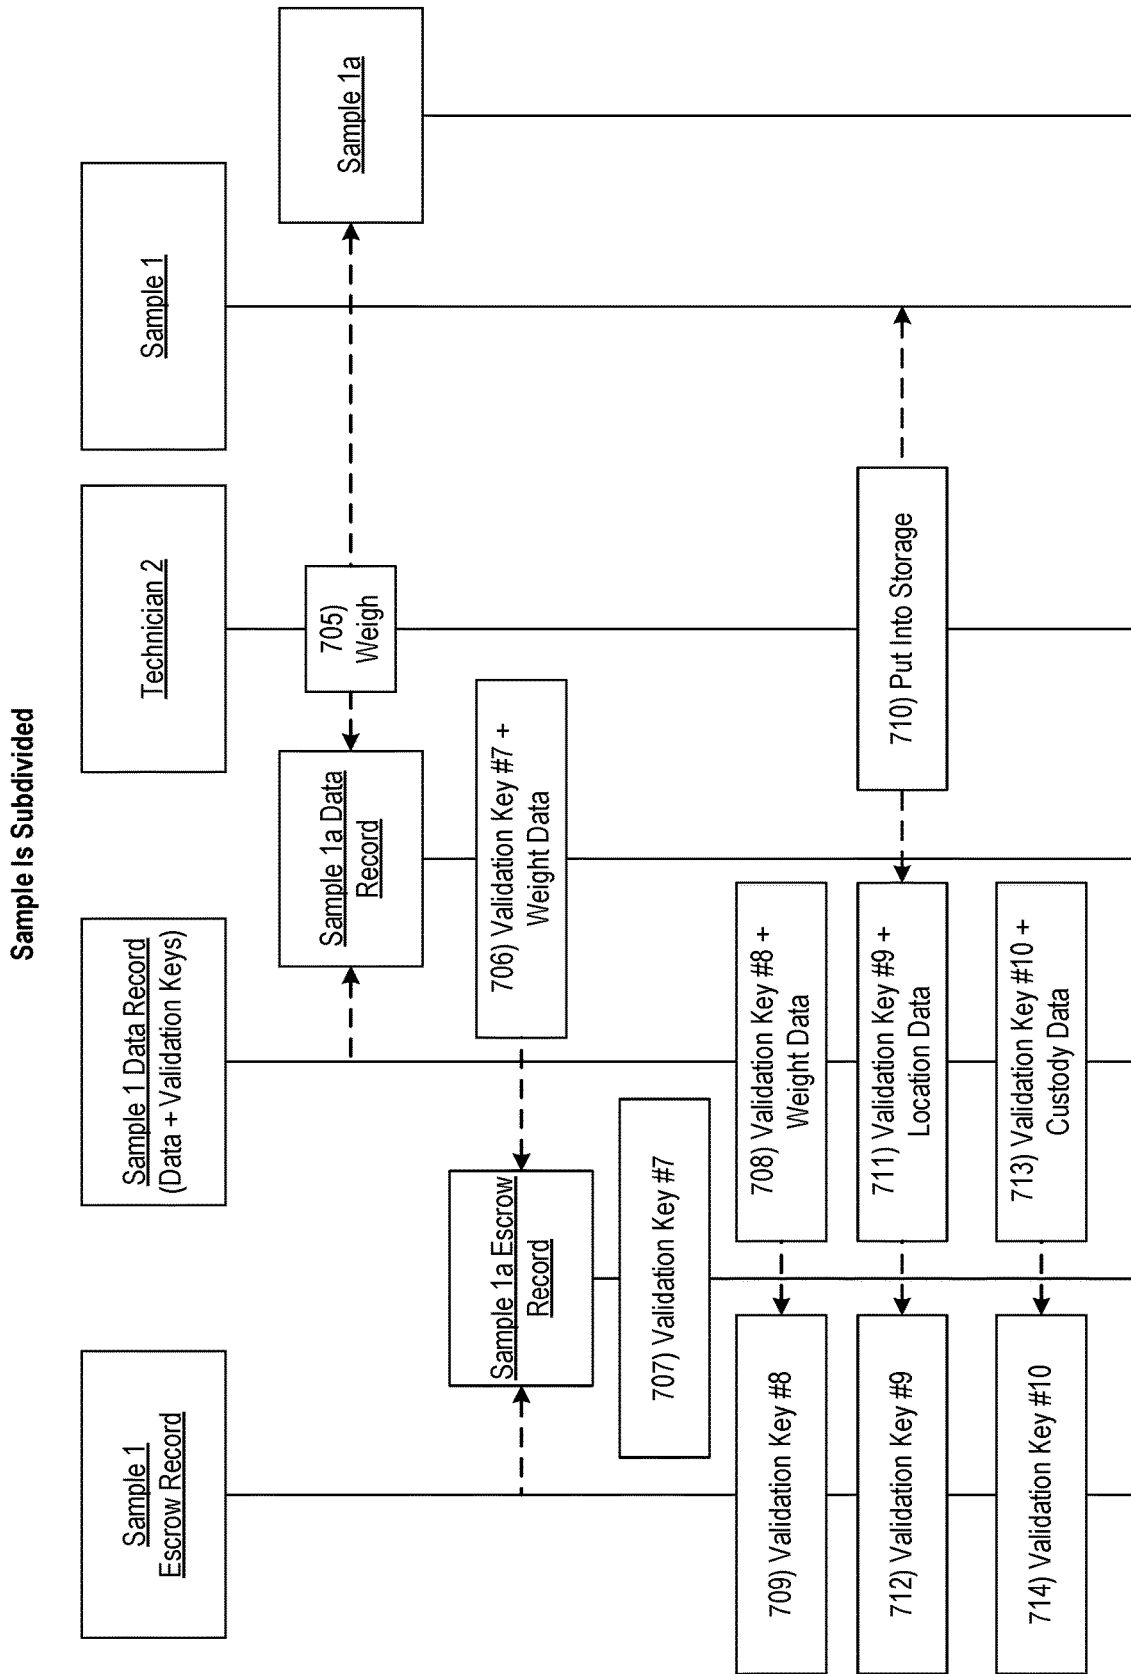 Sample Is Subdivided
Sample 1
Escrow Record
Sample 1 Data Record
(Data + Validation Keys)
Technician 2
Sample 1
Sample 1a Data
Record
705)
Weigh
Sample 1a
Sample 1a Escrow
Record
706) Validation Key #7 +
Weight Data
707) Validation Key #7
709) Validation Key #8
708) Validation Key #8 +
Weight Data
712) Validation Key #9
711) Validation Key #9 +
Location Data
710) Put Into Storage
714) Validation Key #10
713) Validation Key #10 +
Custody Data